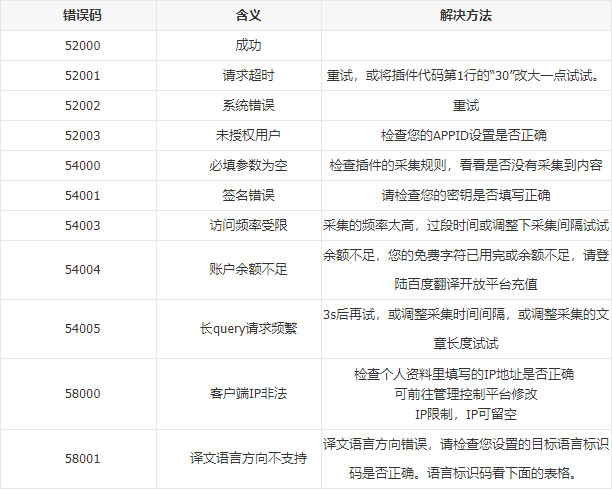 错误码 含义 解决方法
52000 成功
52001 请求超时 重试，或将插件代码第1行的“30”改大一点试试。
52002 系统错误 重试
52003 未授权用户 检查您的APPID设置是否正确
54000 必填参数为空 检查插件的采集规则，看看是否没有采集到内容
54001 签名错误 请检查您的密钥是否填写正确
54003 访问频率受限 采集的频率太高，过段时间或调整下采集间隔试试
54004 账户余额不足 余额不足，您的免费字符已用完或余额不足，请登
陆百度翻译开放平台充值
54005 长query请求频繁 3s后再试，或调整采集时间间隔，或调整采集的文
章长度试试
58000 客户端IP非法 检查个人资料里填写的IP地址是否正确
可前往管理控制平台修改
IP限制，IP可留空
58001 译文语言方向不支持 译文语言方向错误，请检查您设置的目标语言标识
码是否正确。语言标识码看下面的表格。